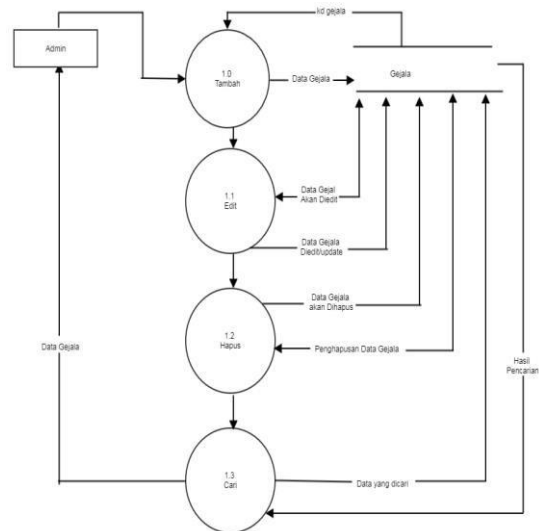 kd gejala
Admin
1.0
Tambah
Data Gejala
Gejala
1.1
Edit
Data Gejal
Akan Diedit
Data Gejala
Diedit/update
Data Gejala
akan Dihapus
1.2
Hapus
Penghapusan Data Gejala
Data Gejala
Hasil
Pencarian
1.3
Cari
Data yang dicari